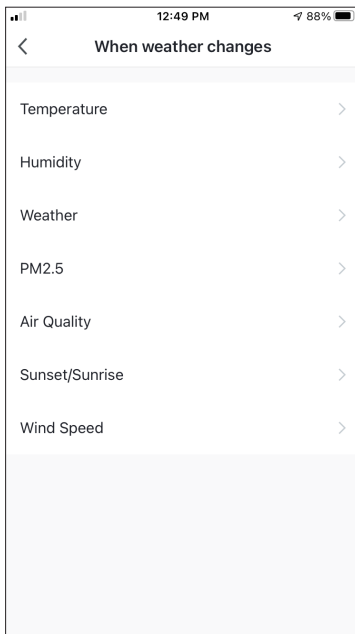 12:49 PM 88%
When weather changes
Temperature
Humidity
Weather
PM2.5
Air Quality
Sunset/Sunrise
Wind Speed